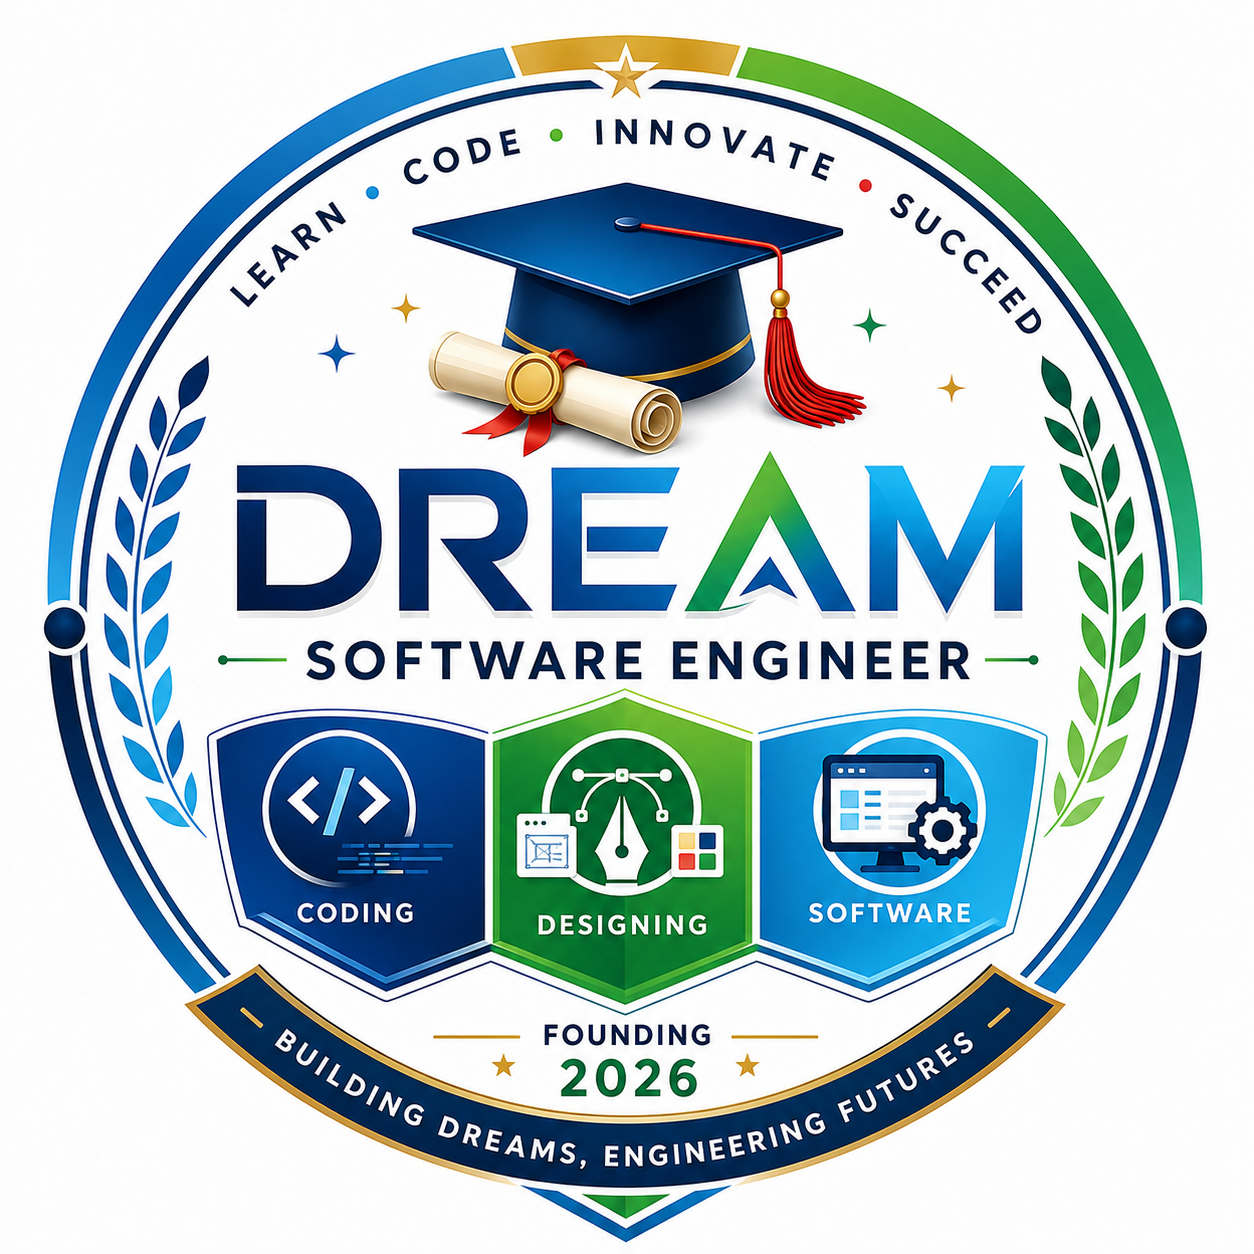 LEARN • CODE • INNOVATE • SUCCEED
DREAM
SOFTWARE ENGINEER
</>
CODING
DESIGNING
SOFTWARE
FOUNDING
2026
BUILDING DREAMS, ENGINEERING FUTURES